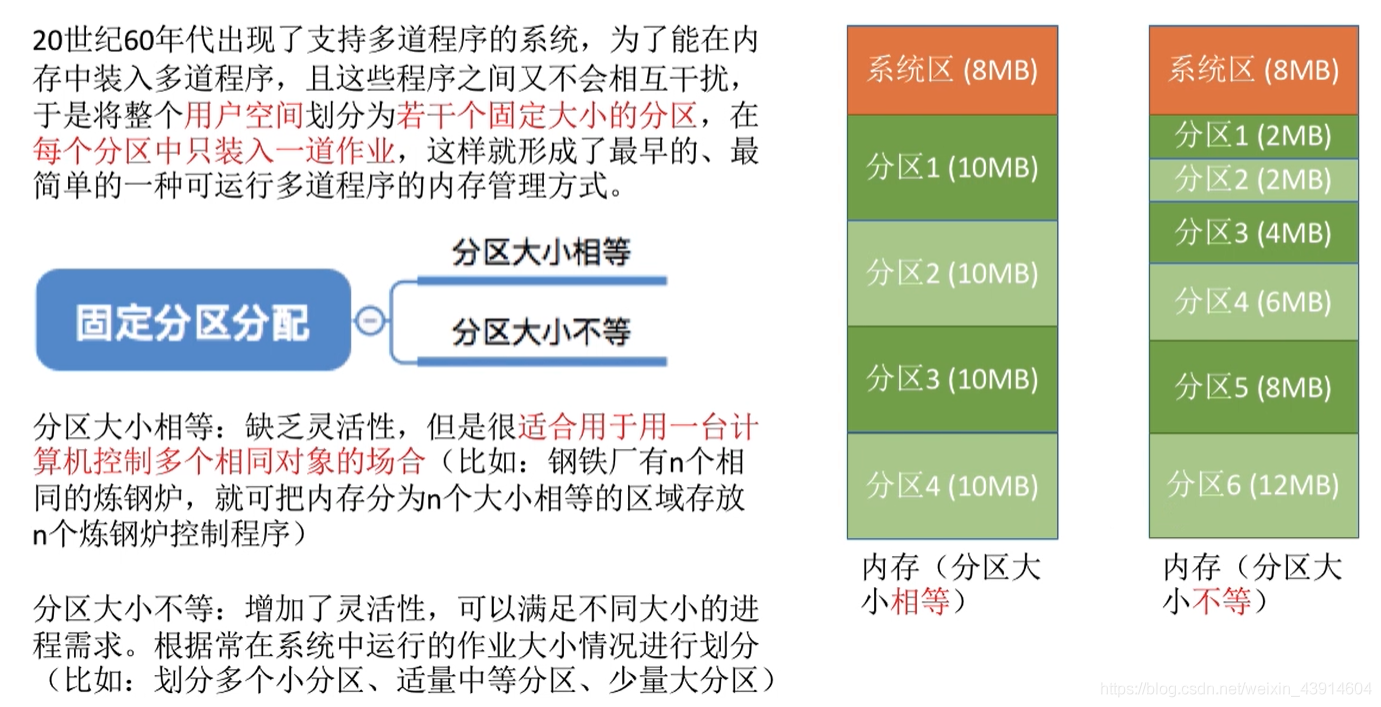 20世纪60年代出现了支持多道程序的系统，为了能在内
存中装入多道程序，且这些程序之间又不会相互干扰，
于是将整个用户空间划分为若干个固定大小的分区，在
每个分区中只装入一道作业，这样就形成了最早的、最
简单的一种可运行多道程序的内存管理方式。
固定分区分配
分区大小相等
分区大小不等
分区大小相等：缺乏灵活性，但是很适合用于用一台计
算机控制多个相同对象的场合（比如：钢铁厂有n个相
同的炼钢炉，就可把内存分为n个大小相等的区域存放
n个炼钢炉控制程序）
分区大小不等：增加了灵活性，可以满足不同大小的进
程需求。根据常在系统中运行的作业大小情况进行划分
（比如：划分多个小分区、适量中等分区、少量大分区）
系统区 (8MB)
分区1 (10MB)
分区2 (10MB)
分区3 (10MB)
分区4 (10MB)
内存（分区大
小相等）
系统区 (8MB)
分区1 (2MB)
分区2 (2MB)
分区3 (4MB)
分区4 (6MB)
分区5 (8MB)
分区6 (12MB)
内存（分区大
小不等）
https://blog.csdn.net/weixin_43914604